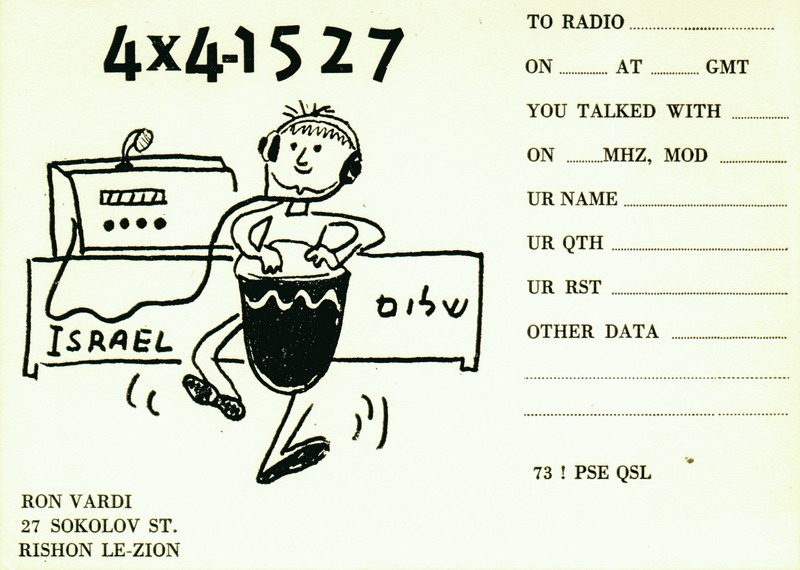 4X4-1527
ISRAEL
שלום
RON VARDI
27 SOKOLOV ST.
RISHON LE-ZION
TO RADIO
ON ........ AT ........ GMT
YOU TALKED WITH
ON ........MHZ, MOD
UR NAME
UR QTH
UR RST
OTHER DATA
73 ! PSE QSL